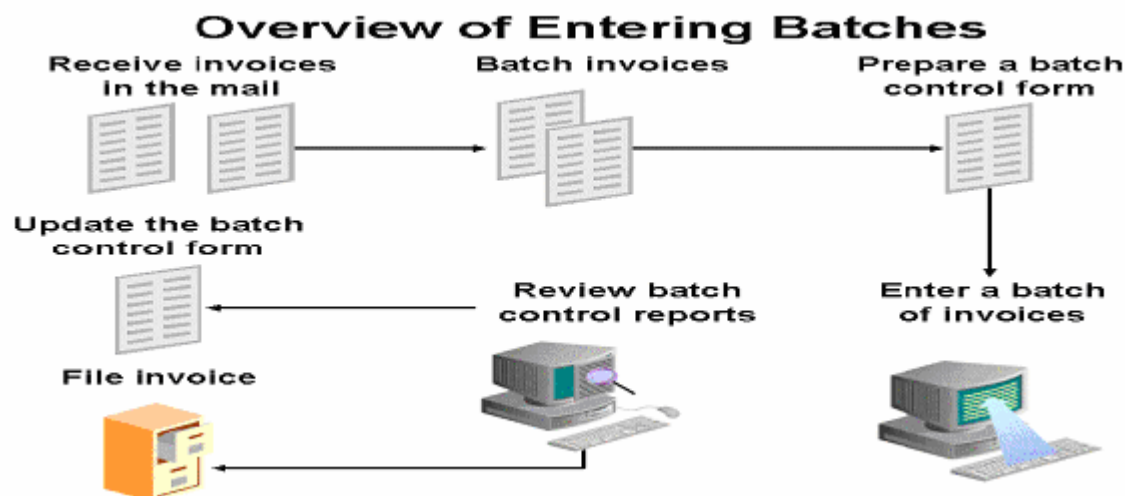 Overview of Entering Batches
Receive invoices
in the mail
Batch invoices
Prepare a batch
control form
Update the batch
control form
Review batch
control reports
Enter a batch
of invoices
File invoice